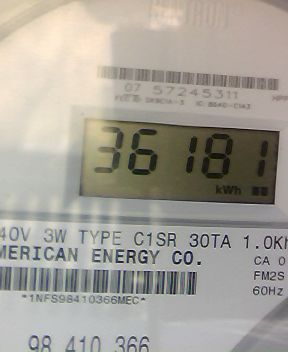 07 57245311
36181
kWh
40V 3W TYPE C1SR 30TA 1.0Kh
MERICAN ENERGY CO.
CA 0
FM2S
60Hz
*1NFS98410366MEC*
98 410 366